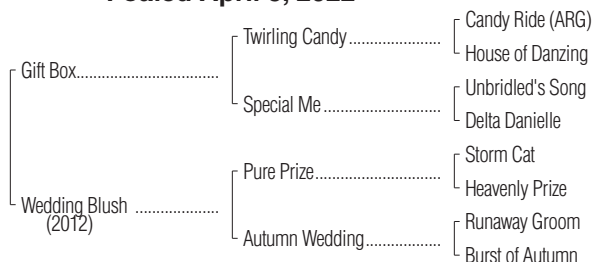 Foaled April 2022
Candy Ride (ARG)
Twirling Candy
House of Danzing
Gift Box
Unbridled's Song
Special Me
Delta Danielle
Storm Cat
Pure Prize
Heavenly Prize
Wedding Blush
(2012)
Runaway Groom
Autumn Wedding
Burst of Autumn